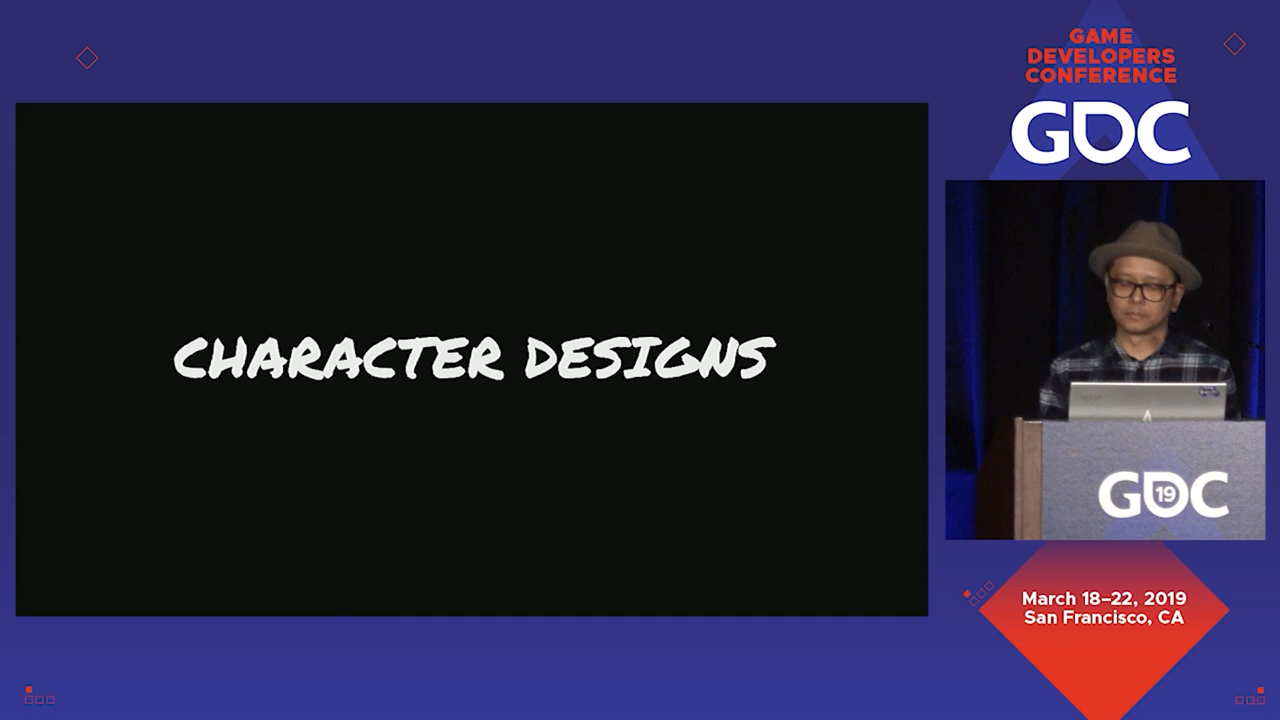 GAME
DEVELOPERS
CONFERENCE
GDC
CHARACTER DESIGNS
GDC
19
March 18–22, 2019
San Francisco, CA